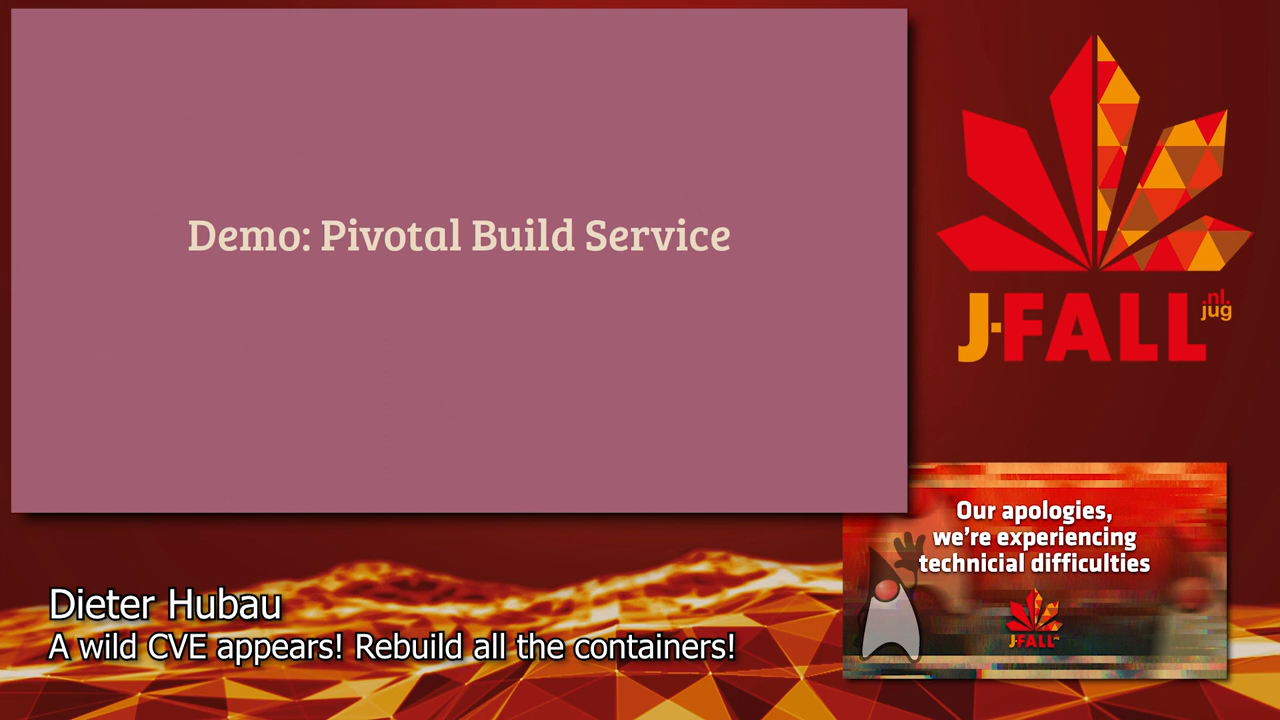 Demo: Pivotal Build Service
J-FALL
.nl.
jug
Our apologies,
we're experiencing
technicial difficulties
J-FALL
Dieter Hubau
A wild CVE appears! Rebuild all the containers!